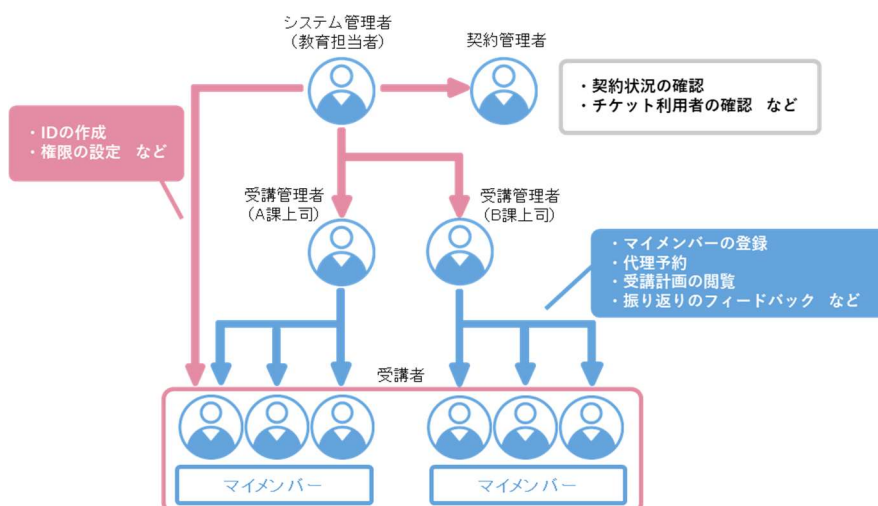 システム管理者
(教育担当者)
契約管理者
・契約状況の確認
・チケット利用者の確認　など
・IDの作成
・権限の設定　など
受講管理者
(A課上司)
受講管理者
(B課上司)
・マイメンバーの登録
・代理予約
・受講計画の閲覧
・振り返りのフィードバック　など
受講者
マイメンバー
マイメンバー